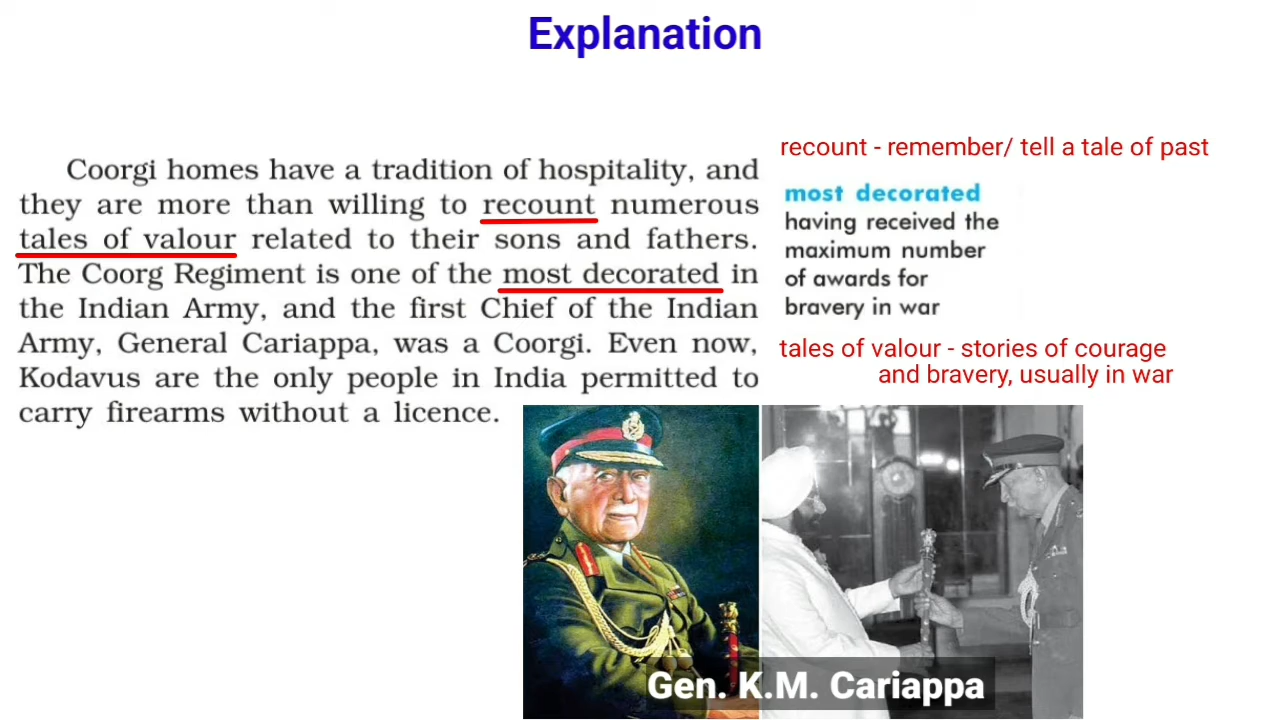 Explanation
Coorgi homes have a tradition of hospitality, and
they are more than willing to recount numerous
tales of valour related to their sons and fathers.
The Coorg Regiment is one of the most decorated in
the Indian Army, and the first Chief of the Indian
Army, General Cariappa, was a Coorgi. Even now,
Kodavus are the only people in India permitted to
carry firearms without a licence.
recount - remember/ tell a tale of past
most decorated
having received the
maximum number
of awards for
bravery in war
tales of valour - stories of courage
and bravery, usually in war
Gen. K.M. Cariappa